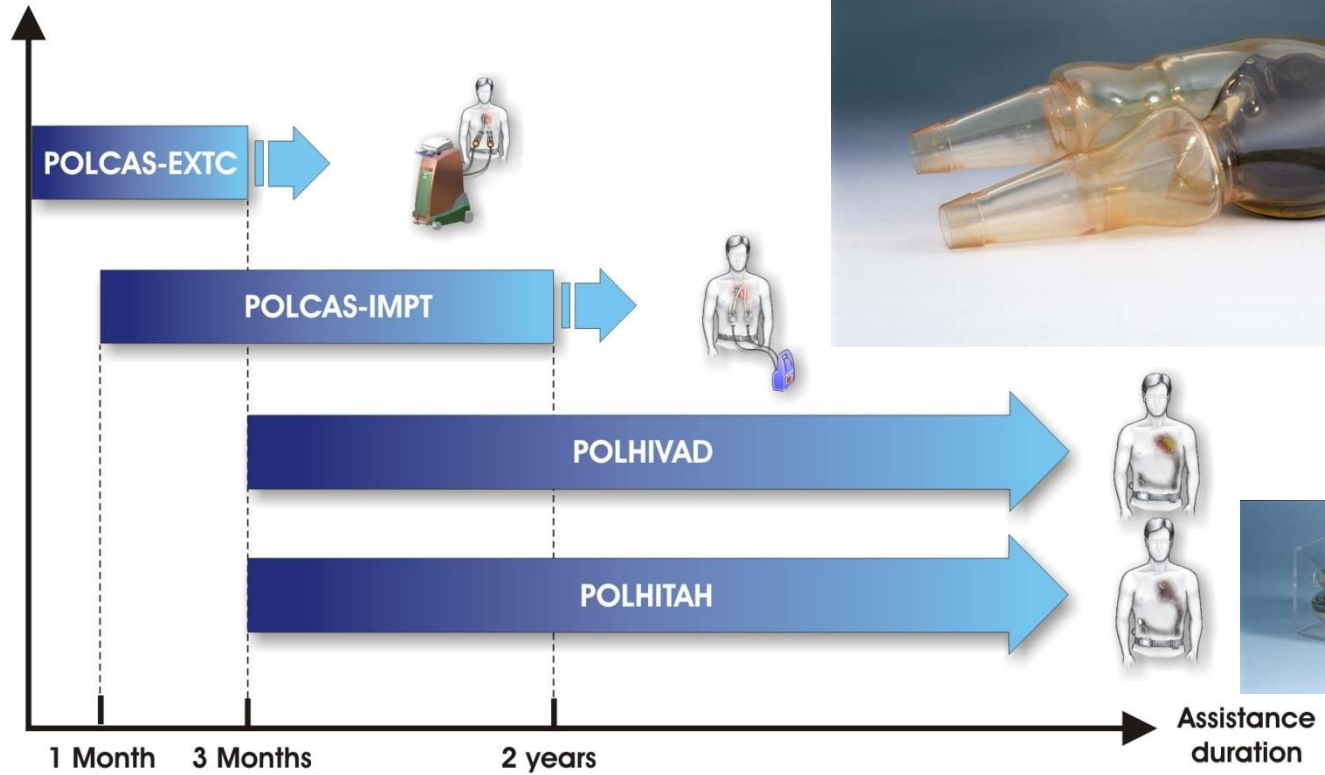 POLCAS-EXTC
POLCAS-IMPT
POLHIVAD
POLHITAH
1 Month
3 Months
2 years
Assistance
duration